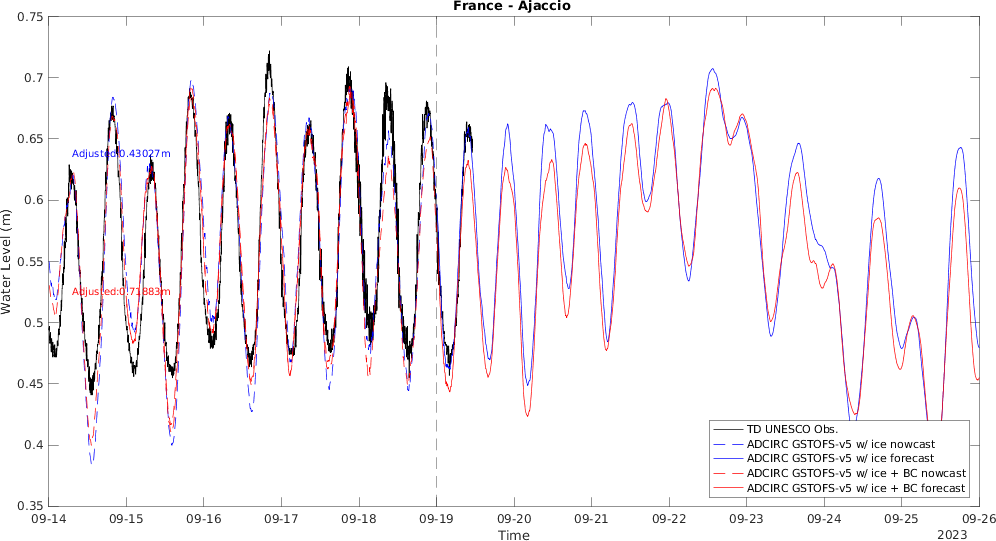 France - Ajaccio
0.75
0.7
0.65
0.6
0.55
0.5
0.45
0.4
0.35
Water Level (m)
Adjusted:0.43027m
Adjusted:0.71883m
TD UNESCO Obs.
ADCIRC GSTOFS-v5 w/ ice nowcast
ADCIRC GSTOFS-v5 w/ ice forecast
ADCIRC GSTOFS-v5 w/ ice + BC nowcast
ADCIRC GSTOFS-v5 w/ ice + BC forecast
09-14 09-15 09-16 09-17 09-18 09-19 09-20 09-21 09-22 09-23 09-24 09-25 09-26
Time
2023